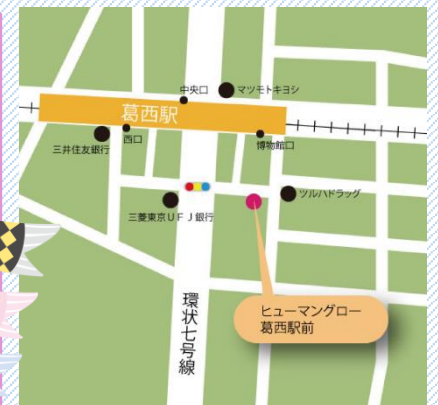 中央口
マツモトキヨシ
葛西駅
三井住友銀行
西口
博物館口
ツルハドラッグ
三菱東京UFJ銀行
環状七号線
ヒューマングロー
葛西駅前